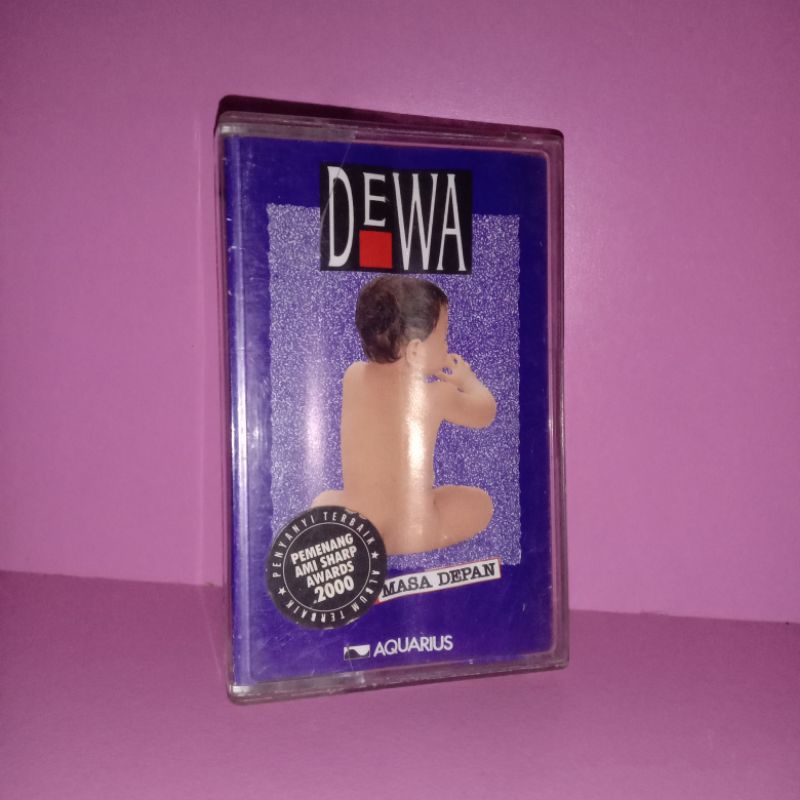 DEWA
PENYANYI TERBAIK ★ ALBUM TERBAIK ★
PEMENANG
AMI SHARP
AWARDS
2000
MASA DEPAN
AQUARIUS